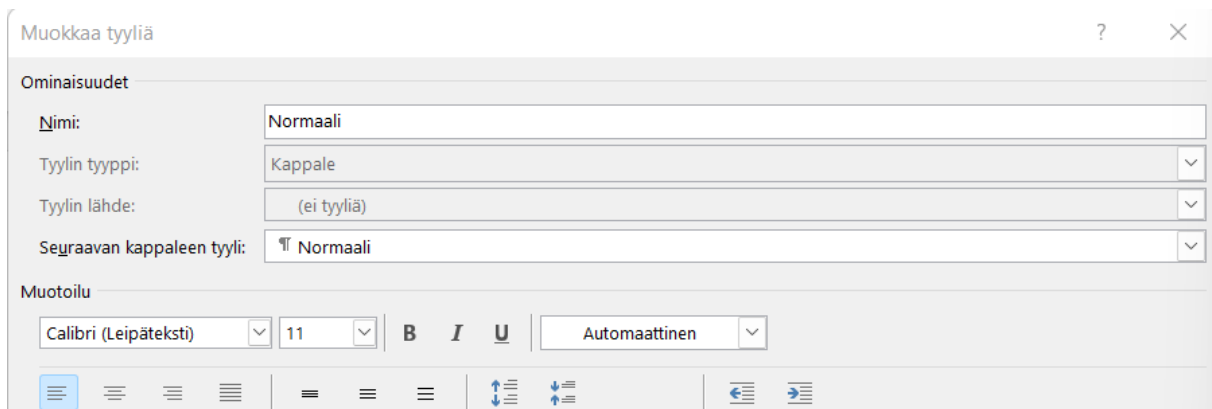 Muokkaa tyyliä ?
Ominaisuudet
Nimi: Normaali
Tyylin tyyppi: Kappale
Tyylin lähde: (ei tyyliä)
Seuraavan kappaleen tyyli: ¶ Normaali
Muotoilu
Calibri (Leipäteksti) 11 B I U Automaattinen